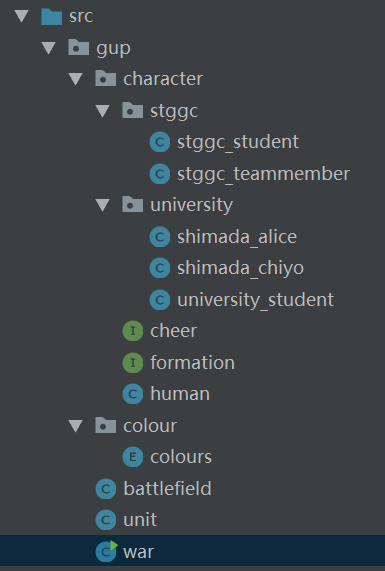 src
gup
character
stggc
C stggc_student
C stggc_teammember
university
C shimada_alice
C shimada_chiyo
C university_student
I cheer
I formation
C human
colour
E colours
C battlefield
C unit
C war